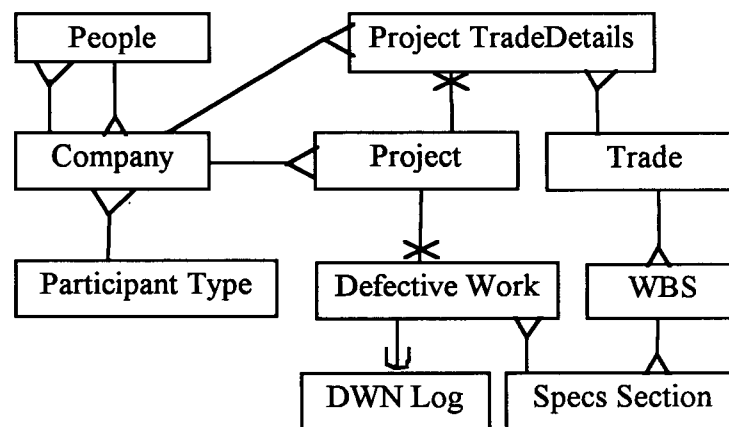 People
Project TradeDetails
Company
Project
Trade
Participant Type
Defective Work
WBS
DWN Log
Specs Section